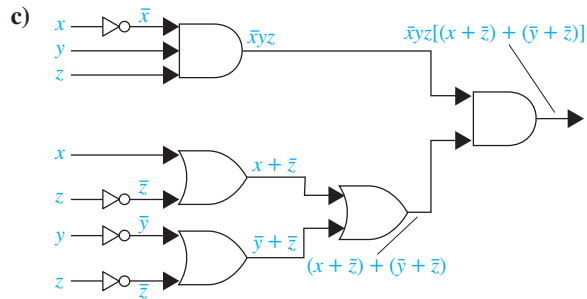 c)
x x̄ x̄yz[(x + z̄) + (ȳ + z̄)]
y x̄yz
z
x
x + z̄
z z̄
y ȳ
ȳ + z̄
(x + z̄) + (ȳ + z̄)
z z̄